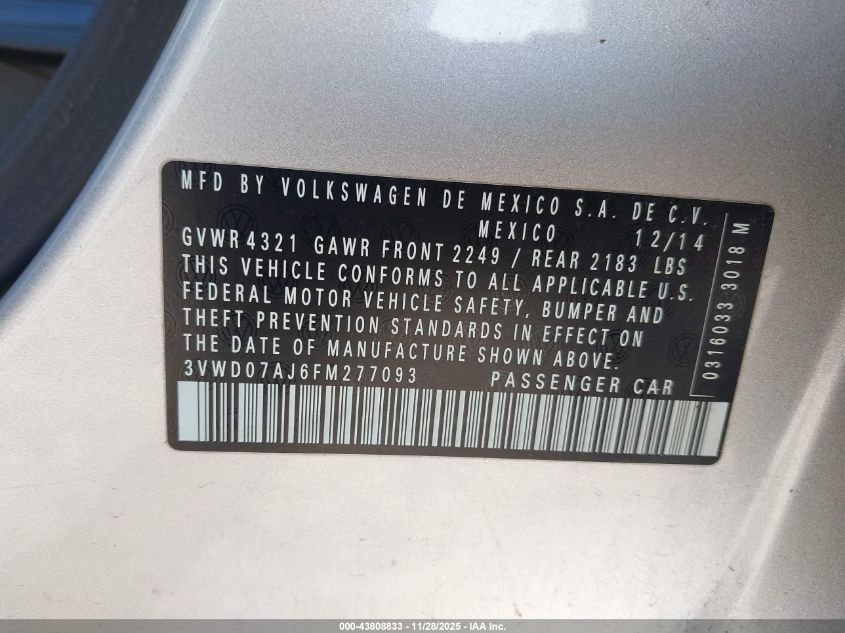 MFD BY VOLKSWAGEN DE MEXICO S.A. DE C.V.
MEXICO 12/14
GVWR 4321 GAWR FRONT 2249 / REAR 2183 LBS
THIS VEHICLE CONFORMS TO ALL APPLICABLE U.S.
FEDERAL MOTOR VEHICLE SAFETY, BUMPER AND
THEFT PREVENTION STANDARDS IN EFFECT ON
THE DATE OF MANUFACTURE SHOWN ABOVE.
3VWD07AJ6FM277093 PASSENGER CAR
0316033 3018 M
000-43808833 - 11/28/2025 - IAA Inc.